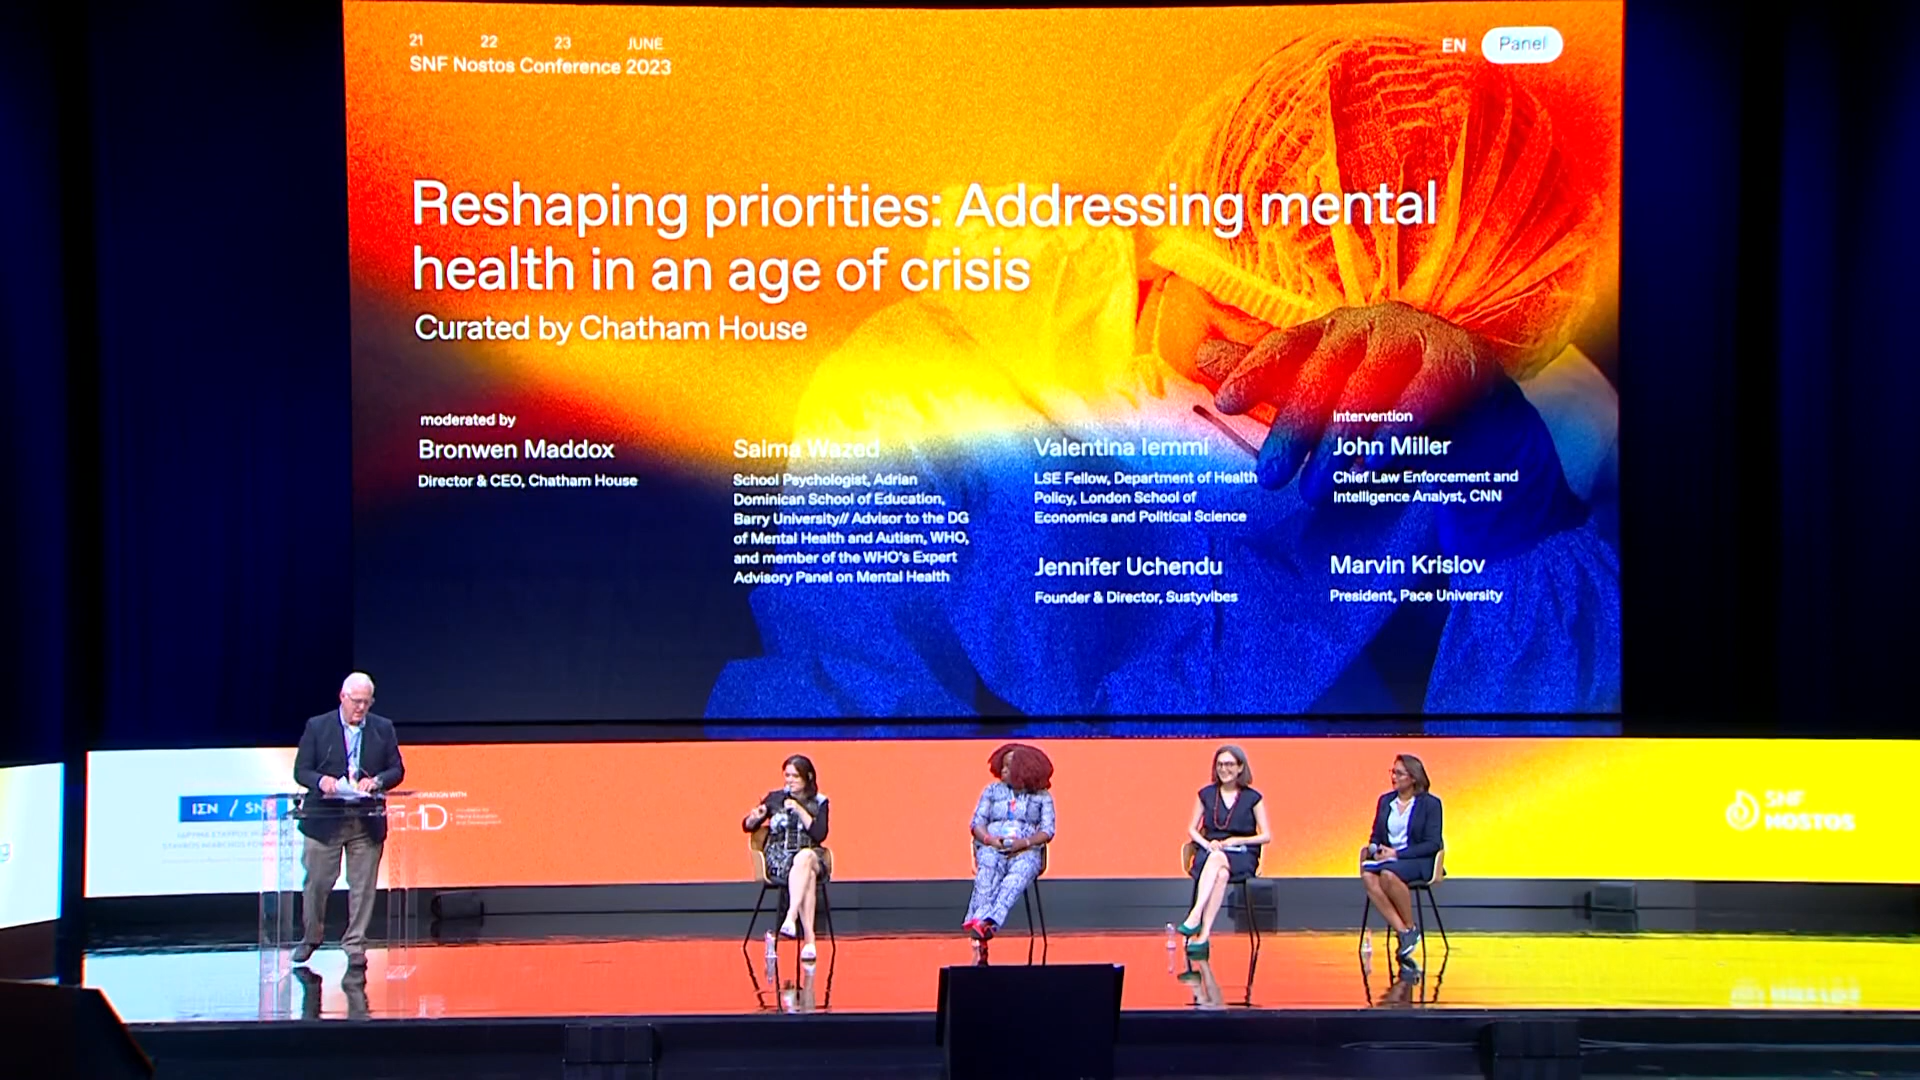 21 22 23 JUNE
SNF Nostos Conference 2023
EN Panel
Reshaping priorities: Addressing mental
health in an age of crisis
Curated by Chatham House
moderated by
Bronwen Maddox
Director & CEO, Chatham House
Saima Wazed
School Psychologist, Adrian
Dominican School of Education,
Barry University// Advisor to the DG
of Mental Health and Autism, WHO,
and member of the WHO's Expert
Advisory Panel on Mental Health
Valentina Iemmi
LSE Fellow, Department of Health
Policy, London School of
Economics and Political Science
Jennifer Uchendu
Founder & Director, Sustyvibes
Intervention
John Miller
Chief Law Enforcement and
Intelligence Analyst, CNN
Marvin Krislov
President, Pace University
ΙΣΝ / SN
SNF
NOSTOS